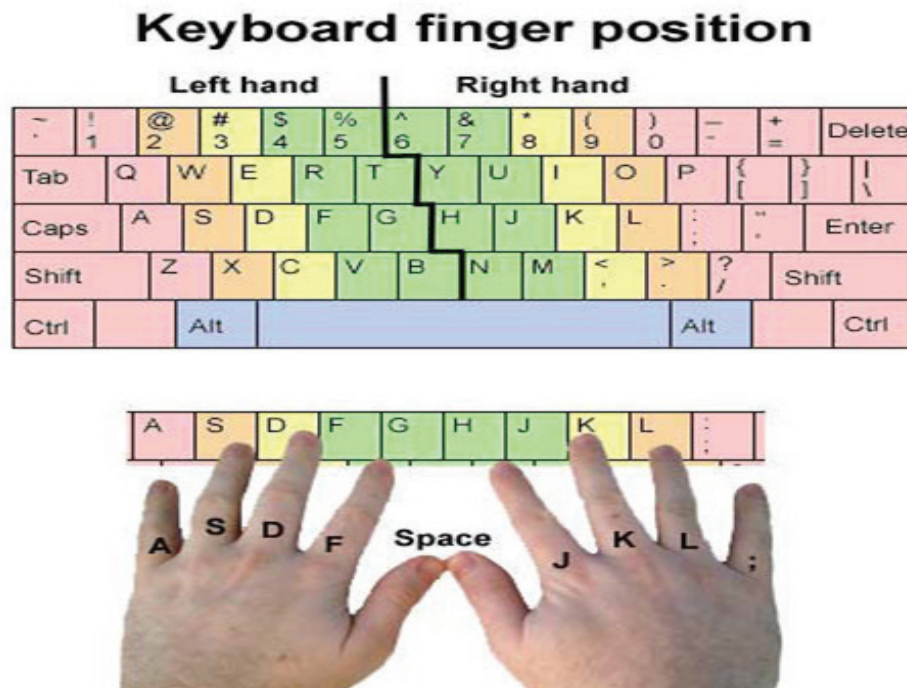 Keyboard finger position
Left hand Right hand
~ ! @ # $ % ^ & * ( ) — + Delete
` 1 2 3 4 5 6 7 8 9 0 - =
Tab Q W E R T Y U I O P { } |
[ ] \
Caps A S D F G H J K L : " Enter
; '
Shift Z X C V B N M < > ? Shift
, . /
Ctrl Alt Alt Ctrl
A S D F G H J K L :
;
A S D F Space J K L ;